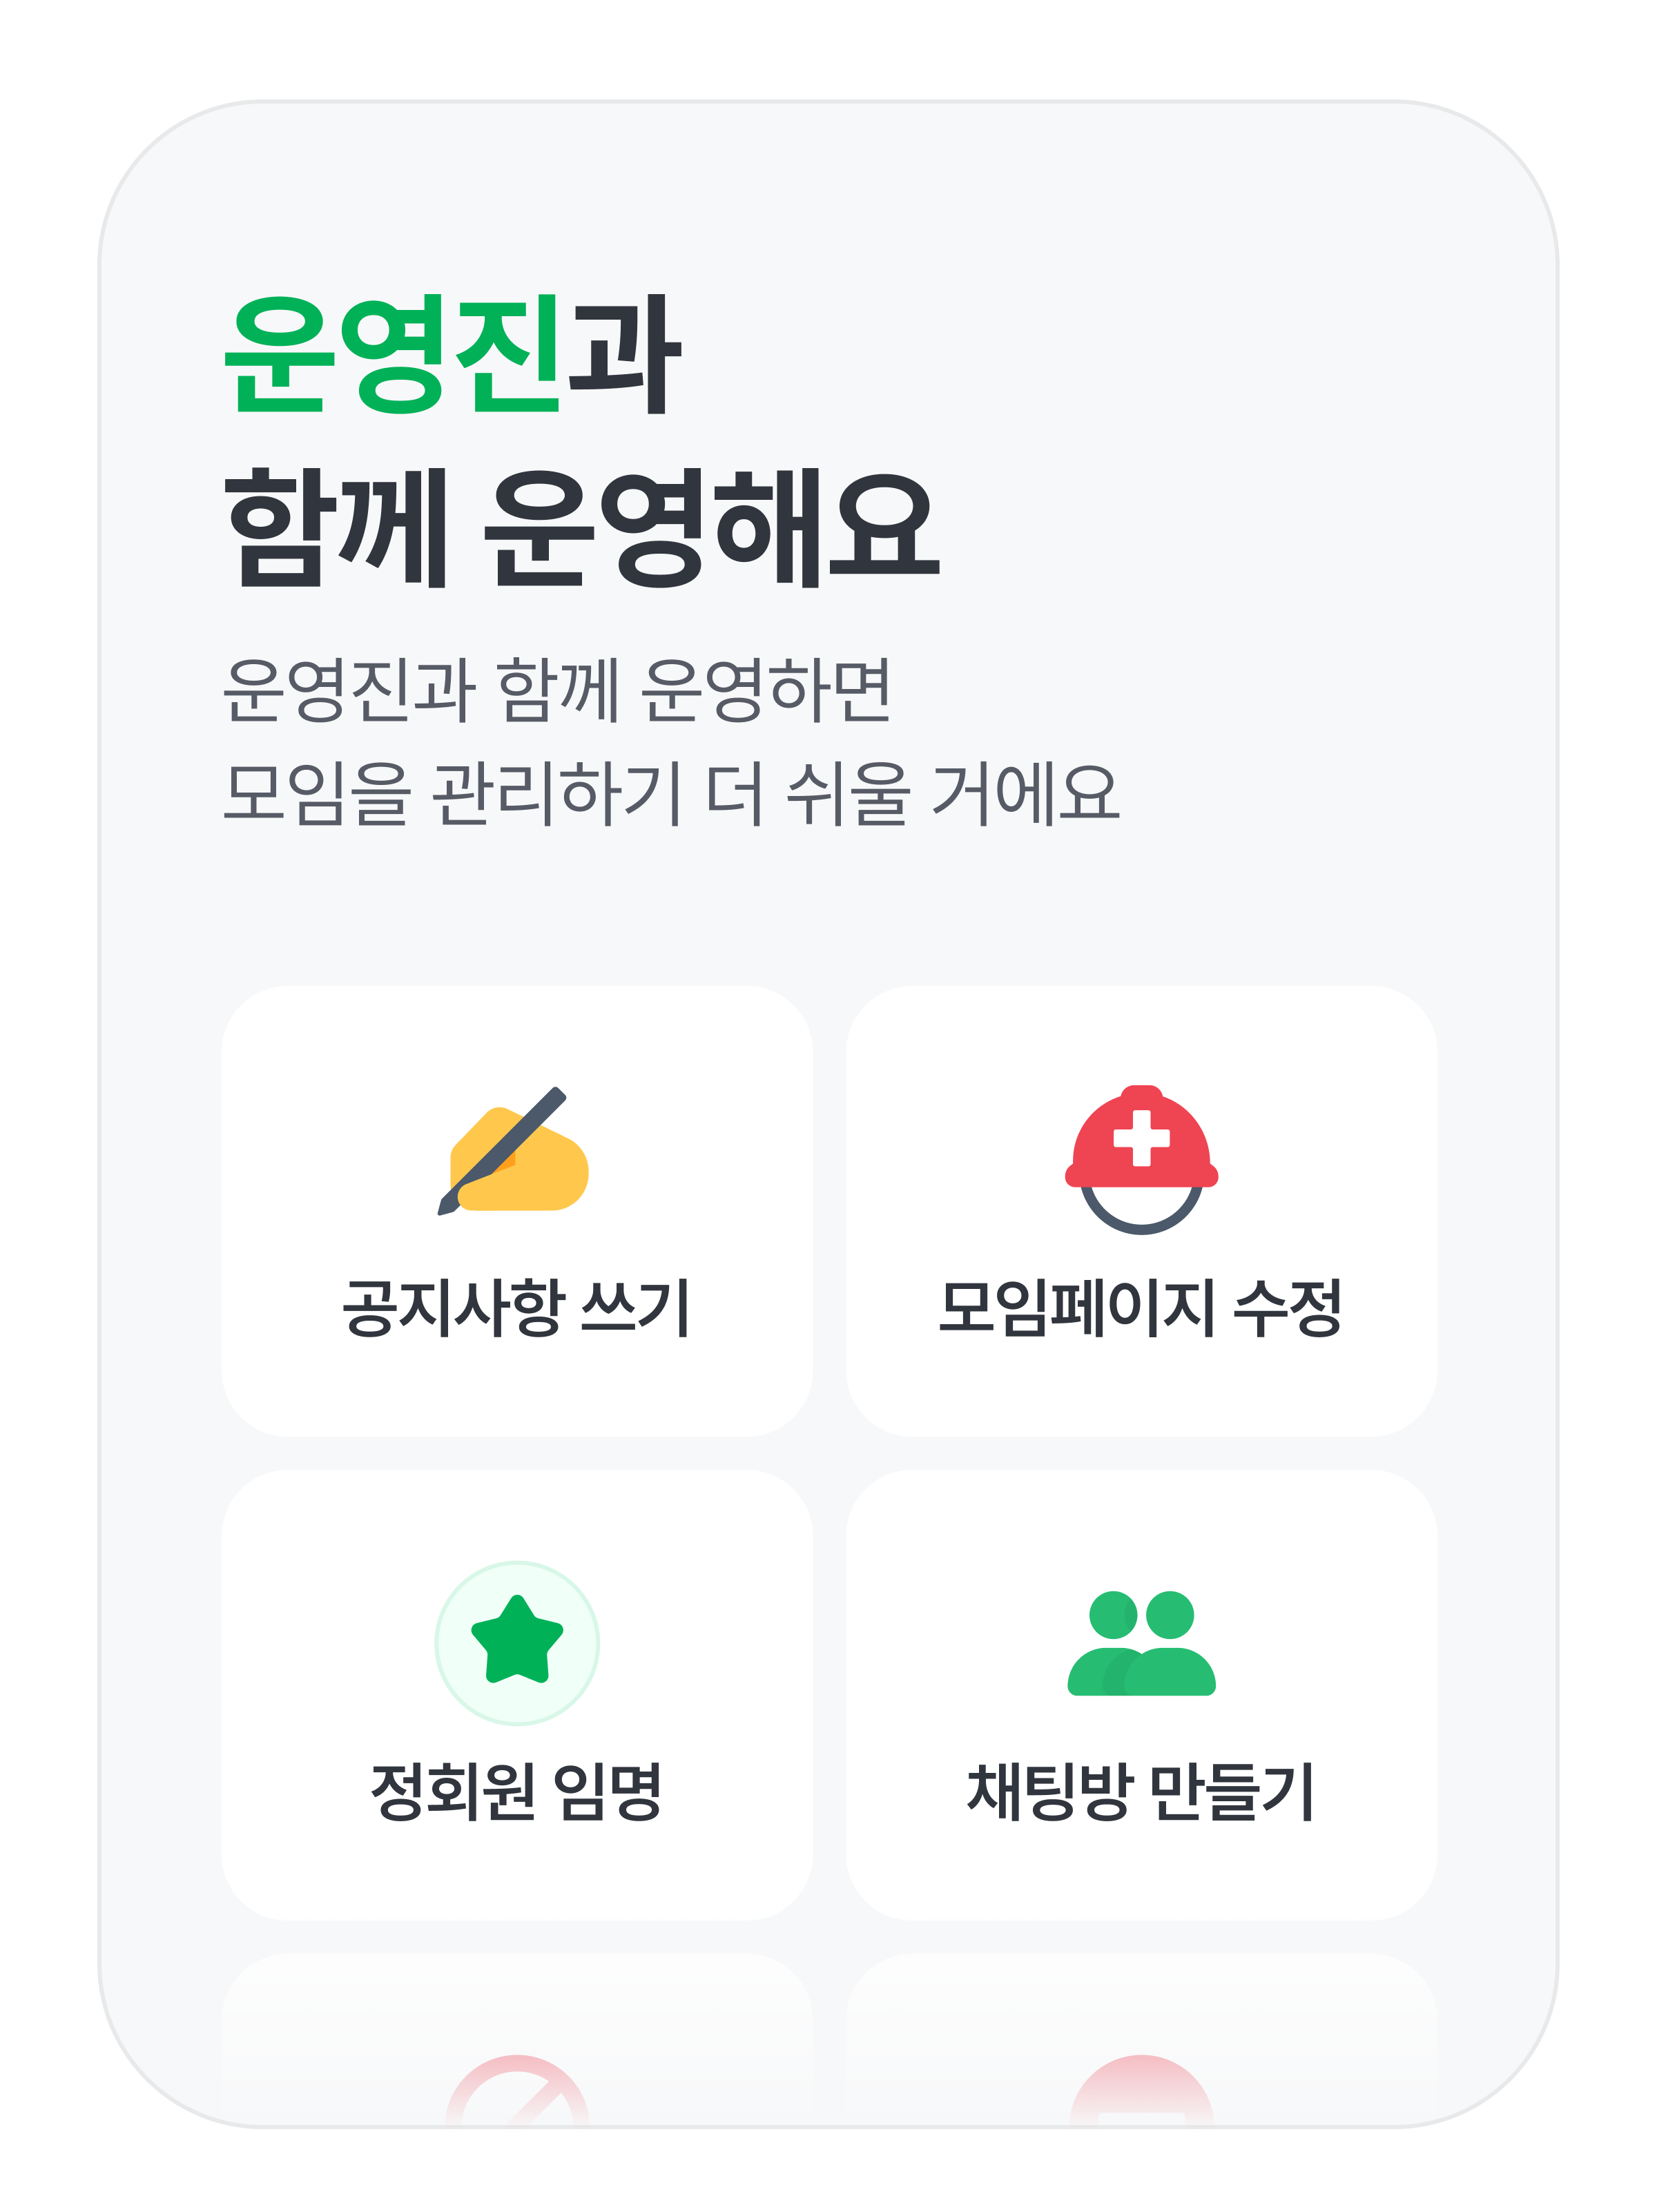 운영진과
함께 운영해요
운영진과 함께 운영하면
모임을 관리하기 더 쉬울 거에요
공지사항 쓰기
모임페이지 수정
정회원 임명
채팅방 만들기